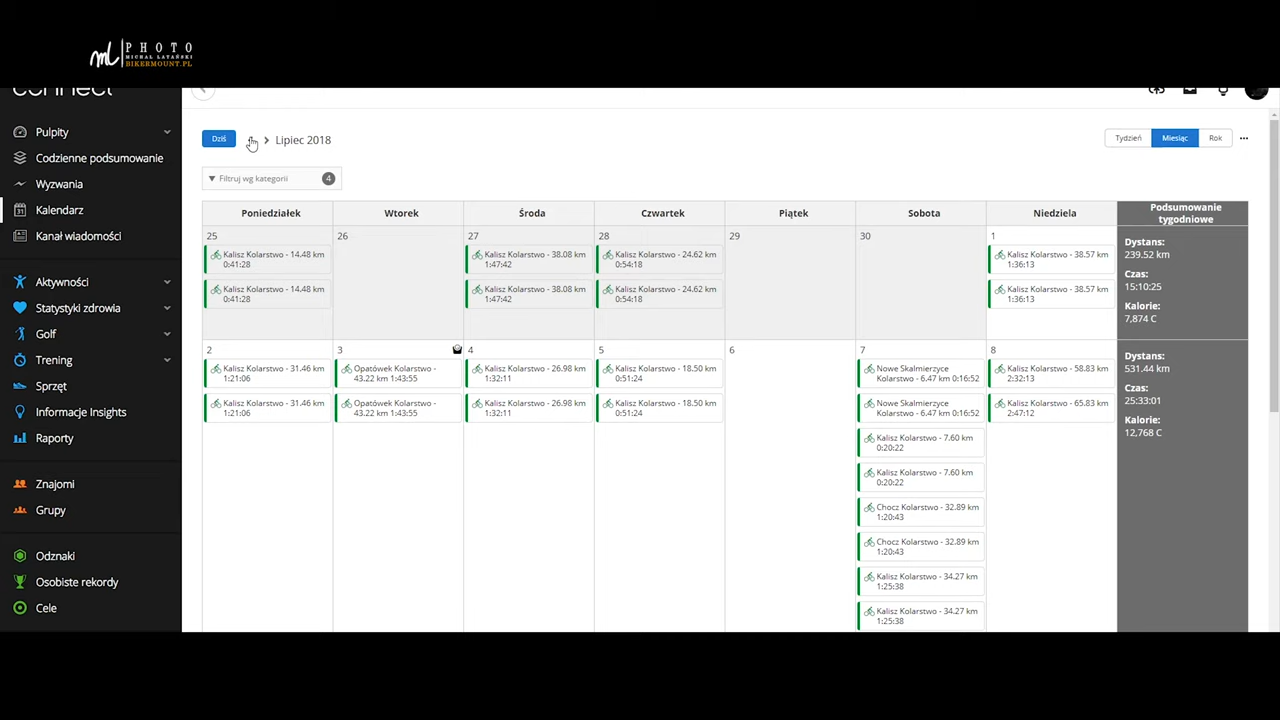 PHOTO
MICHAŁ LATAŃSKI
BIKERMOUNT.PL
connect
Pulpity
Codzienne podsumowanie
Wyzwania
Kalendarz
Kanał wiadomości
Aktywności
Statystyki zdrowia
Golf
Trening
Sprzęt
Informacje Insights
Raporty
Znajomi
Grupy
Odznaki
Osobiste rekordy
Cele
Dziś
Lipiec 2018
Tydzień
Miesiąc
Rok
Filtruj wg kategorii
4
Poniedziałek
Wtorek
Środa
Czwartek
Piątek
Sobota
Niedziela
Podsumowanie
tygodniowe
25
Kalisz Kolarstwo - 14.48 km
0:41:28
Kalisz Kolarstwo - 14.48 km
0:41:28
26
27
Kalisz Kolarstwo - 38.08 km
1:47:42
Kalisz Kolarstwo - 38.08 km
1:47:42
28
Kalisz Kolarstwo - 24.62 km
0:54:18
Kalisz Kolarstwo - 24.62 km
0:54:18
29
30
1
Kalisz Kolarstwo - 38.57 km
1:36:13
Kalisz Kolarstwo - 38.57 km
1:36:13
Dystans:
239.52 km
Czas:
15:10:25
Kalorie:
7,874 C
2
Kalisz Kolarstwo - 31.46 km
1:21:06
Kalisz Kolarstwo - 31.46 km
1:21:06
3
Opatówek Kolarstwo -
43.22 km 1:43:55
Opatówek Kolarstwo -
43.22 km 1:43:55
4
Kalisz Kolarstwo - 26.98 km
1:32:11
Kalisz Kolarstwo - 26.98 km
1:32:11
5
Kalisz Kolarstwo - 18.50 km
0:51:24
Kalisz Kolarstwo - 18.50 km
0:51:24
6
7
Nowe Skalmierzyce
Kolarstwo - 6.47 km 0:16:52
Nowe Skalmierzyce
Kolarstwo - 6.47 km 0:16:52
Kalisz Kolarstwo - 7.60 km
0:20:22
Kalisz Kolarstwo - 7.60 km
0:20:22
Chocz Kolarstwo - 32.89 km
1:20:43
Chocz Kolarstwo - 32.89 km
1:20:43
Kalisz Kolarstwo - 34.27 km
1:25:38
Kalisz Kolarstwo - 34.27 km
1:25:38
8
Kalisz Kolarstwo - 58.83 km
2:32:13
Kalisz Kolarstwo - 65.83 km
2:47:12
Dystans:
531.44 km
Czas:
25:33:01
Kalorie:
12,768 C